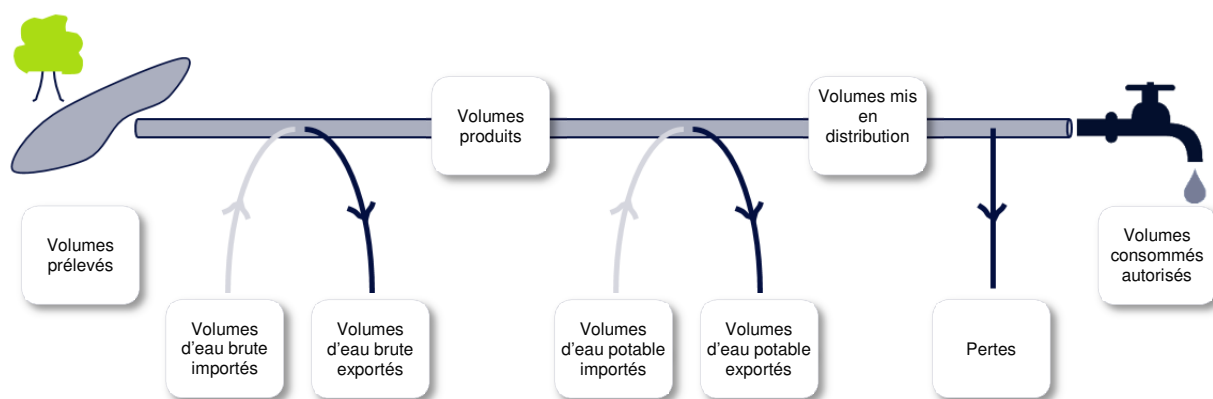 Volumes
prélevés
Volumes
d'eau brute
importés
Volumes
d'eau brute
exportés
Volumes
produits
Volumes
d'eau potable
importés
Volumes
d'eau potable
exportés
Volumes mis
en
distribution
Pertes
Volumes
consommés
autorisés